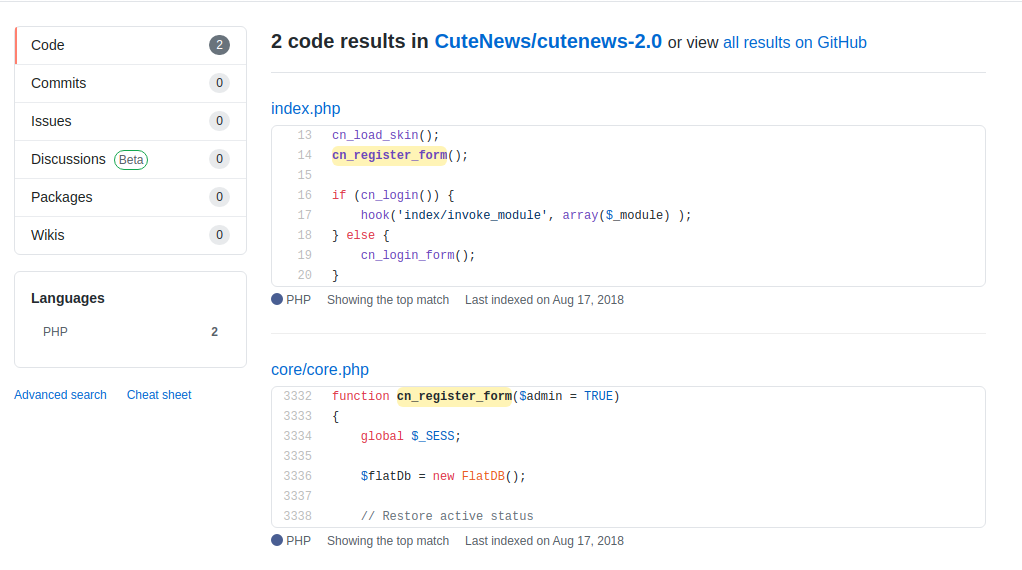 Code 2
Commits 0
Issues 0
Discussions Beta 0
Packages 0
Wikis 0
Languages
PHP 2
Advanced search Cheat sheet
2 code results in CuteNews/cutenews-2.0 or view all results on GitHub
index.php
13 cn_load_skin();
14 cn_register_form();
15
16 if (cn_login()) {
17     hook('index/invoke_module', array($_module) );
18 } else {
19     cn_login_form();
20 }
PHP Showing the top match Last indexed on Aug 17, 2018
core/core.php
3332 function cn_register_form($admin = TRUE)
3333 {
3334     global $_SESS;
3335
3336     $flatDb = new FlatDB();
3337
3338     // Restore active status
PHP Showing the top match Last indexed on Aug 17, 2018